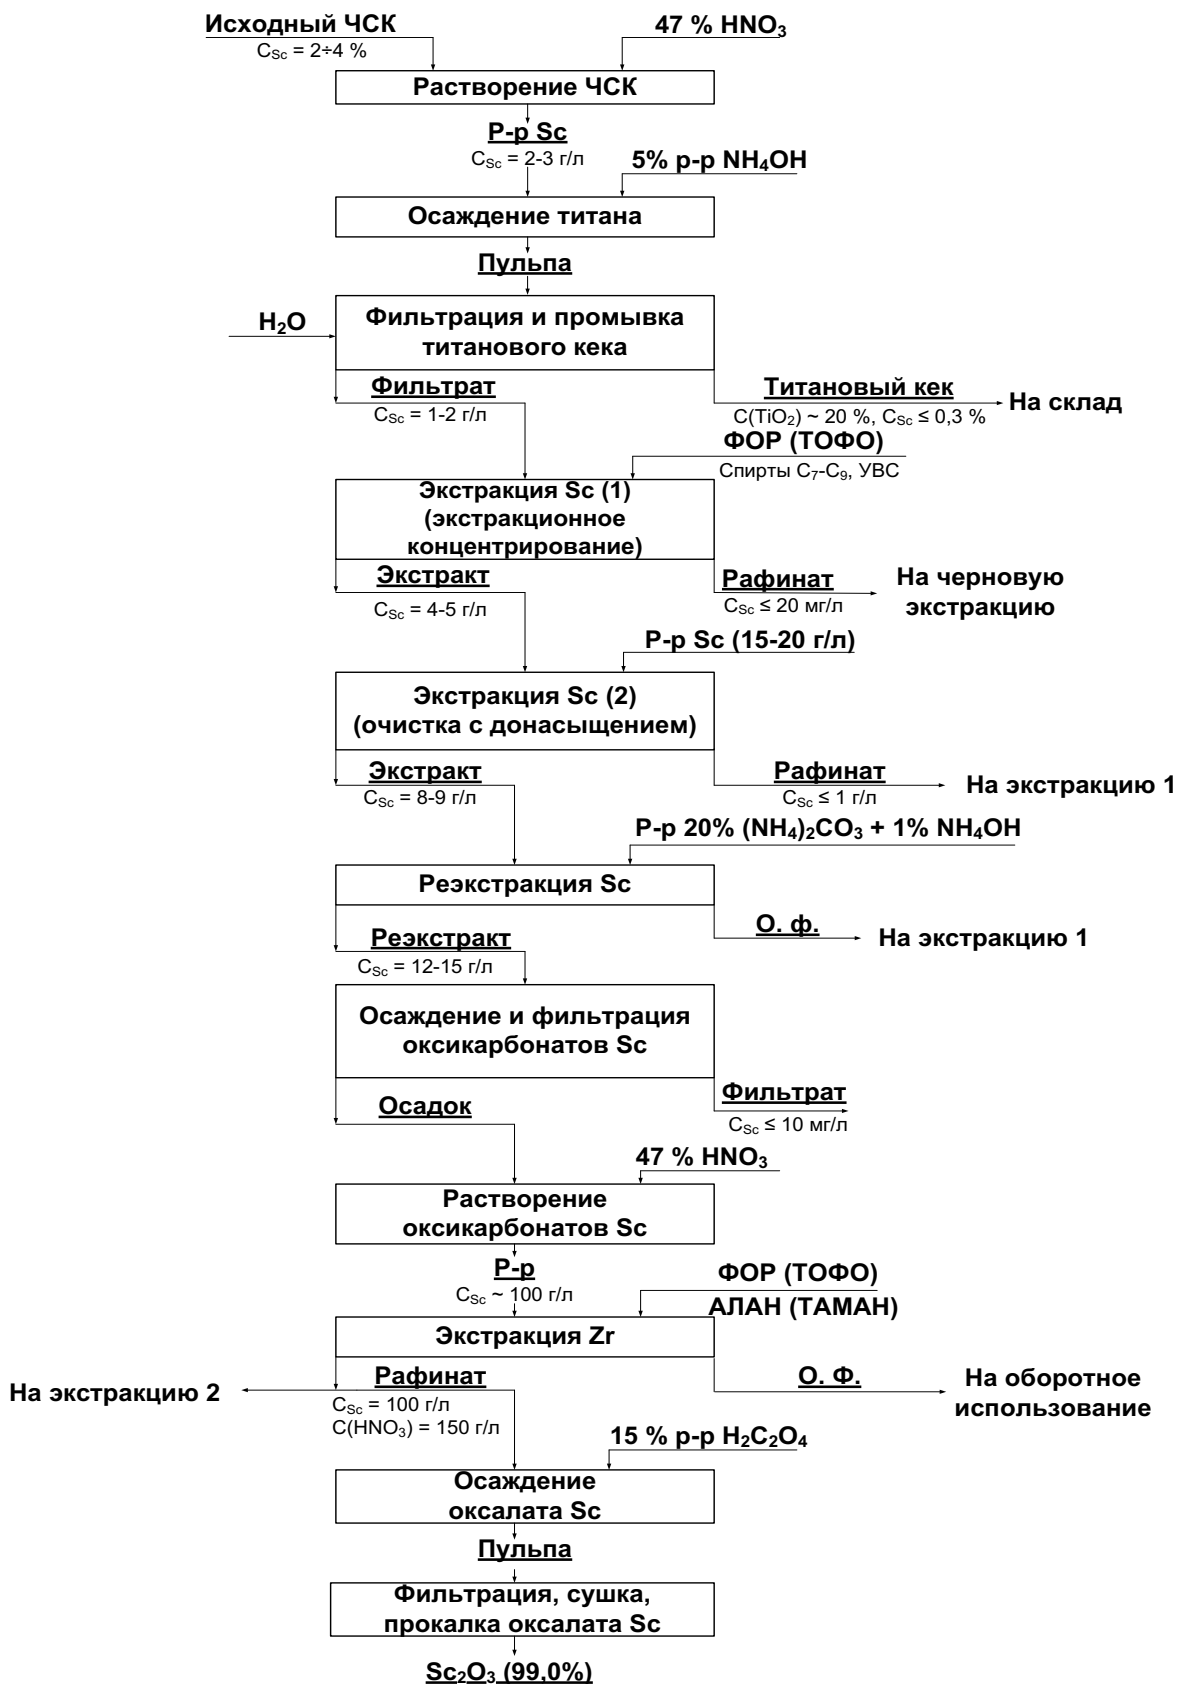 Исходный ЧСК
C_Sc = 2÷4 %
47 % HNO₃
Растворение ЧСК
Р-р Sc
C_Sc = 2-3 г/л
5% р-р NH₄OH
Осаждение титана
Пульпа
H₂O
Фильтрация и промывка
титанового кека
Фильтрат
C_Sc = 1-2 г/л
Титановый кек
C(TiO₂) ~ 20 %, C_Sc ≤ 0,3 %
На склад
ФОР (ТОФО)
Спирты C₇-C₉, УВС
Экстракция Sc (1)
(экстракционное
концентрирование)
Экстракт
C_Sc = 4-5 г/л
Рафинат
C_Sc ≤ 20 мг/л
На черновую
экстракцию
Р-р Sc (15-20 г/л)
Экстракция Sc (2)
(очистка с донасыщением)
Экстракт
C_Sc = 8-9 г/л
Рафинат
C_Sc ≤ 1 г/л
На экстракцию 1
Р-р 20% (NH₄)₂CO₃ + 1% NH₄OH
Реэкстракция Sc
Реэкстракт
C_Sc = 12-15 г/л
О. ф.
На экстракцию 1
Осаждение и фильтрация
оксикарбонатов Sc
Осадок
Фильтрат
C_Sc ≤ 10 мг/л
47 % HNO₃
Растворение
оксикарбонатов Sc
Р-р
C_Sc ~ 100 г/л
ФОР (ТОФО)
АЛАН (ТАМАН)
Экстракция Zr
На экстракцию 2
Рафинат
C_Sc = 100 г/л
C(HNO₃) = 150 г/л
О. Ф.
На оборотное
использование
15 % р-р H₂C₂O₄
Осаждение
оксалата Sc
Пульпа
Фильтрация, сушка,
прокалка оксалата Sc
Sc₂O₃ (99,0%)